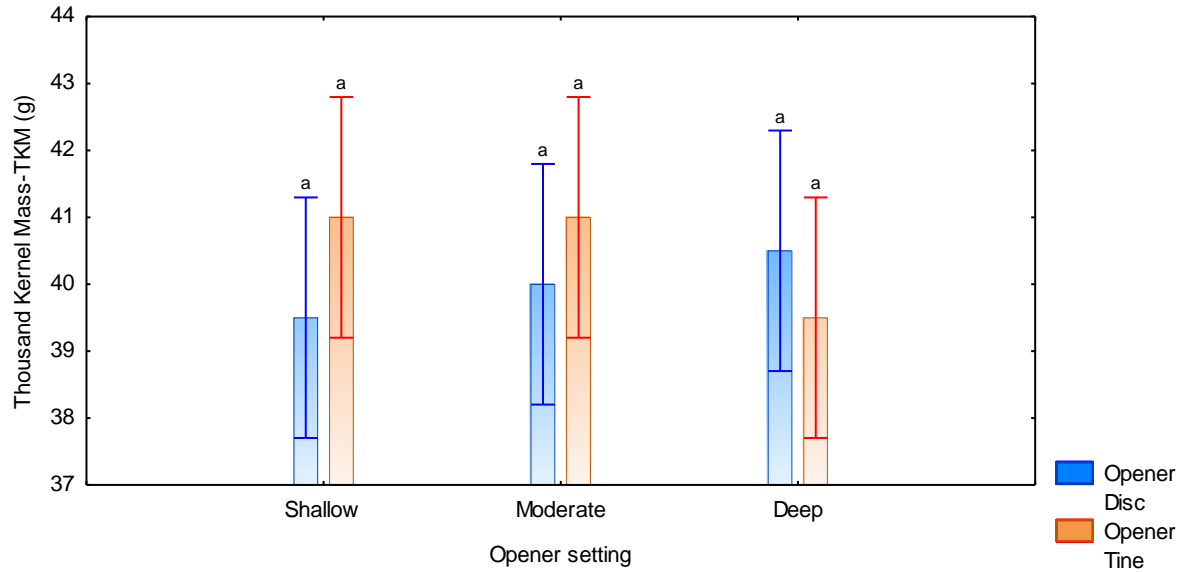 44
43
42
41
40
39
38
37
Thousand Kernel Mass-TKM (g)
a
a
a
a
a
a
Shallow
Moderate
Deep
Opener setting
Opener
Disc
Opener
Tine